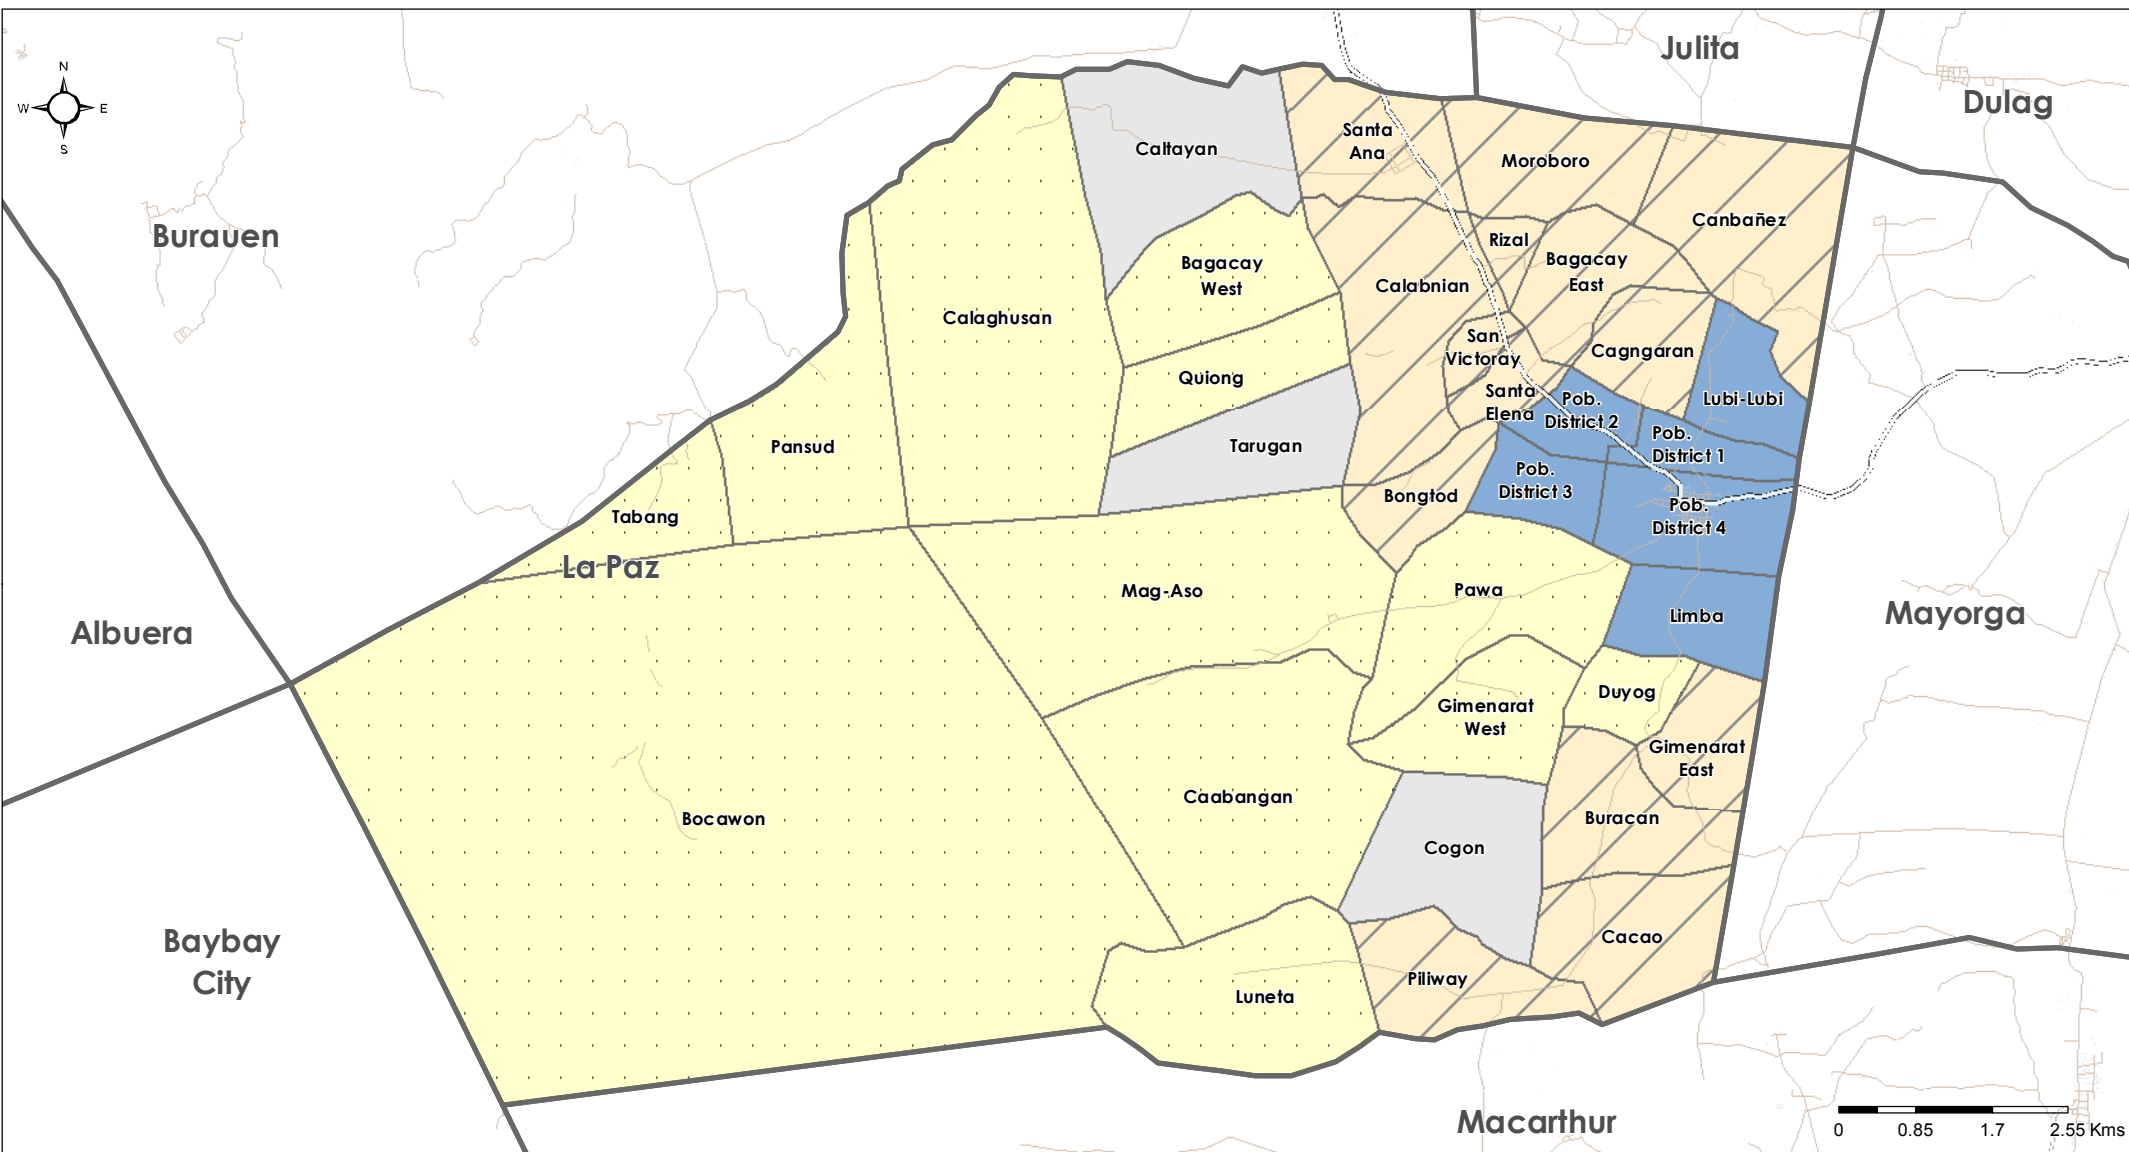 Julita
Dulag
N
W
E
S
Santa
Ana
Caltayan
Moroboro
Canbañez
Burauen
Rizal
Bagacay
West
Bagacay
East
Calabnian
Calaghusan
San
Victoray
Cagngaran
Quiong
Santa
Elena
Pob.
District 2
Lubi-Lubi
Pansud
Tarugan
Pob.
District 1
Pob.
District 3
Bongtod
Tabang
Pob.
District 4
La Paz
Mag-Aso
Pawa
Limba
Mayorga
Albuera
Duyog
Gimenarat
West
Gimenarat
East
Caabangan
Bocawon
Buracan
Cogon
Baybay
City
Cacao
Piliway
Luneta
Macarthur
0 0.85 1.7 2.55 Kms